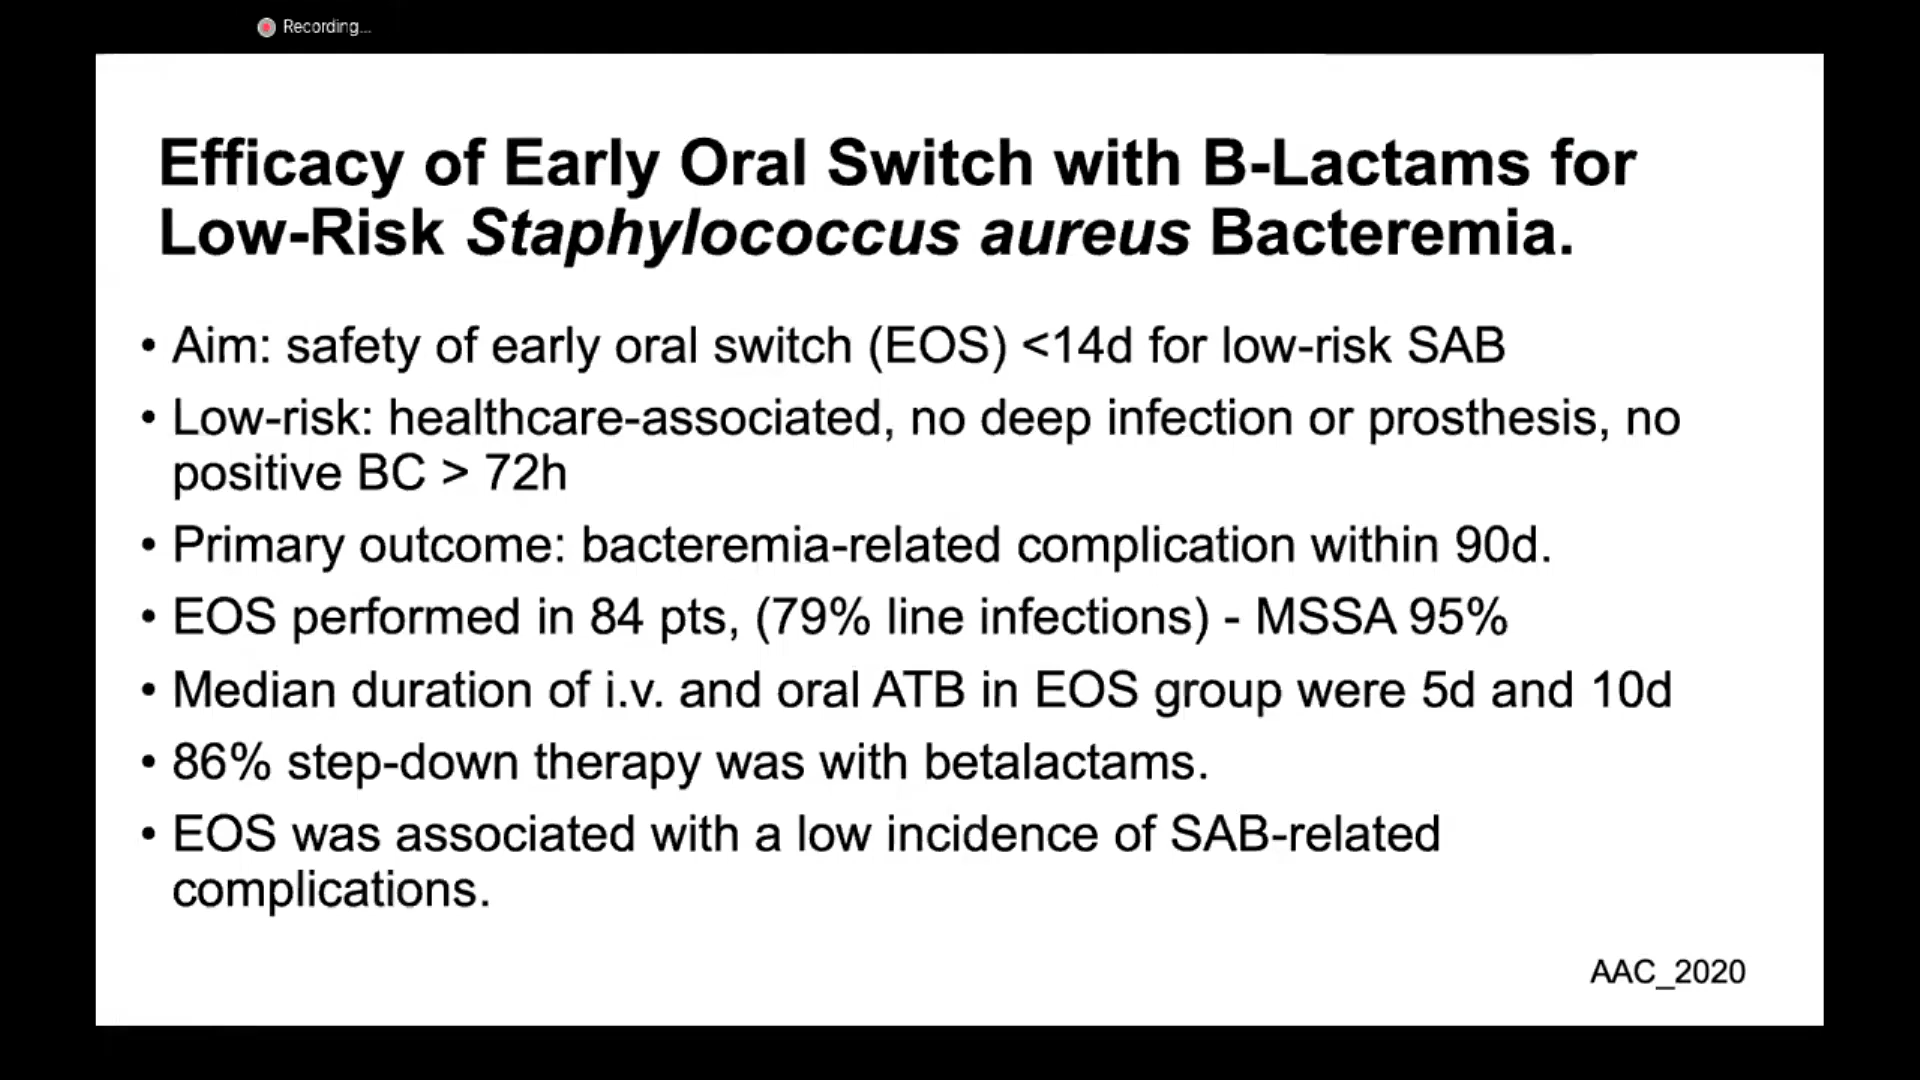 Recording...
Efficacy of Early Oral Switch with B-Lactams for
Low-Risk Staphylococcus aureus Bacteremia.
• Aim: safety of early oral switch (EOS) <14d for low-risk SAB
• Low-risk: healthcare-associated, no deep infection or prosthesis, no
positive BC > 72h
• Primary outcome: bacteremia-related complication within 90d.
• EOS performed in 84 pts, (79% line infections) - MSSA 95%
• Median duration of i.v. and oral ATB in EOS group were 5d and 10d
• 86% step-down therapy was with betalactams.
• EOS was associated with a low incidence of SAB-related
complications.
AAC_2020